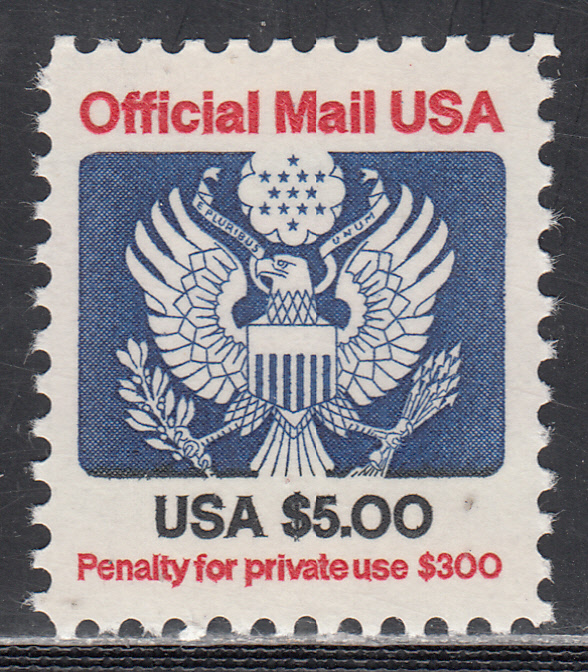 Official Mail USA
E PLURIBUS UNUM
USA $5.00
Penalty for private use $300